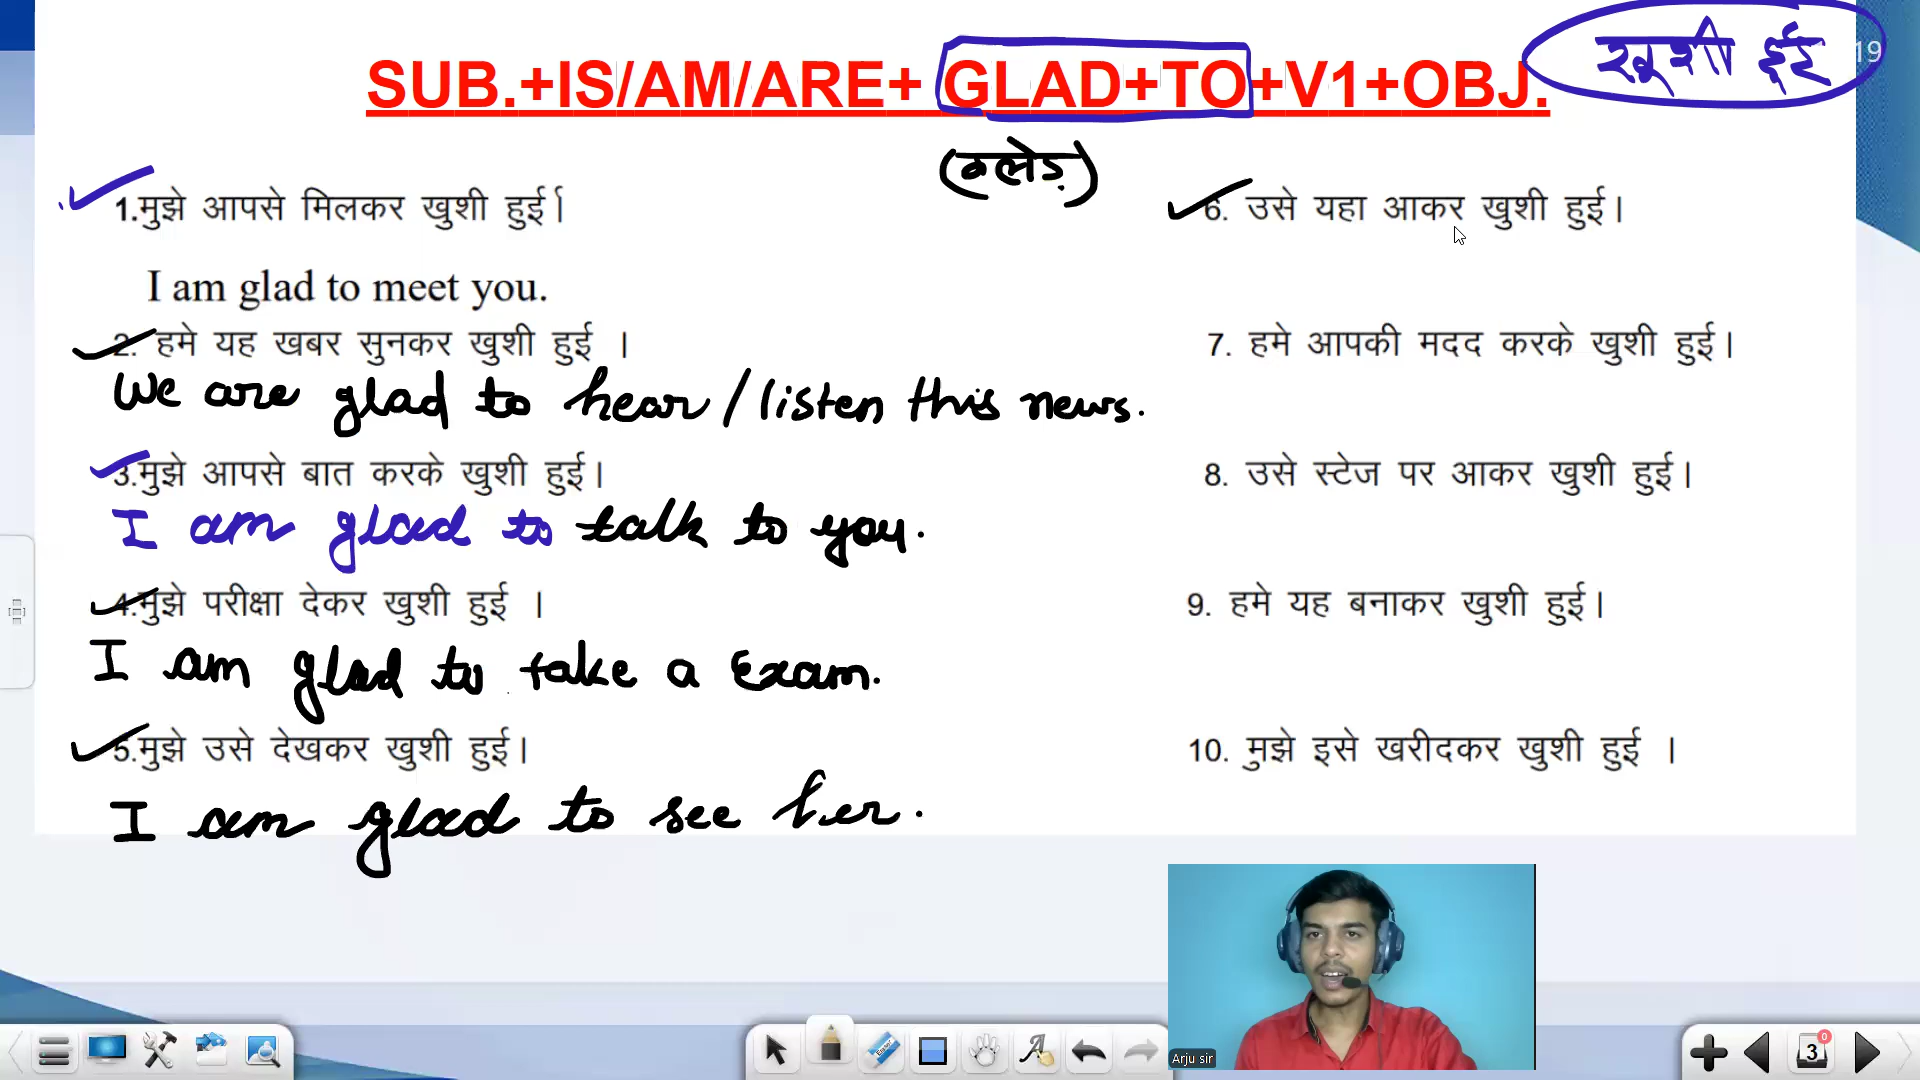 SUB.+IS/AM/ARE+ GLAD+TO+V1+OBJ.
खुशी हुई
19
(ग्लेड)
1.मुझे आपसे मिलकर खुशी हुई।
I am glad to meet you.
2. हमे यह खबर सुनकर खुशी हुई ।
We are glad to hear/listen this news.
3.मुझे आपसे बात करके खुशी हुई।
I am glad to talk to you.
4.मुझे परीक्षा देकर खुशी हुई ।
I am glad to take a Exam.
5.मुझे उसे देखकर खुशी हुई।
I am glad to see her.
6. उसे यहा आकर खुशी हुई।
7. हमे आपकी मदद करके खुशी हुई।
8. उसे स्टेज पर आकर खुशी हुई।
9. हमे यह बनाकर खुशी हुई।
10. मुझे इसे खरीदकर खुशी हुई ।
Arju sir
Eraser
A
3
0